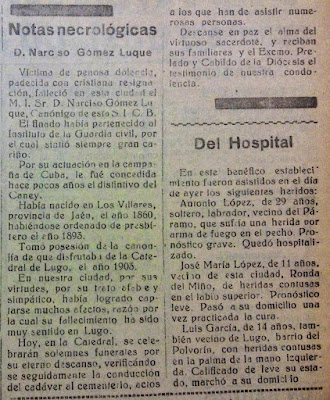 Notas necrológicas
D. Narciso Gómez Luque
Víctima de penosa dolencia,
padecida con cristiana resignación,
falleció en esta ciudad el
M. I. Sr. D. Narciso Gómez Luque,
Canónigo de esta S. I. C. B.
El finado había pertenecido al
Instituto de la Guardia civil, por
el cual sintió siempre gran
cariño.
Por su actuación en la campaña
de Cuba, le fué concedida
hace pocos años el distintivo del
Caney.
Había nacido en Los Villares,
provincia de Jaén, el año 1860,
habiéndose ordenado de presbítero
el año 1893.
Tomó posesión de la canonjía
que disfrutaba de la Catedral
de Lugo, el año 1903.
En nuestra ciudad, por sus
virtudes, por su trato afable y
simpático, había logrado captarse
muchos afectos, razón por
la cual su fallecimiento ha sido
muy sentido en Lugo.
Hoy, en la Catedral, se celebrarán
solemnes funerales por
su eterno descanso, verificándose
seguidamente la conducción
del cadáver al cementerio, actos
a los que han de asistir numerosas
personas.
Descanse en paz el alma del
virtuoso sacerdote, y reciban
sus familiares y el Excmo. Prelado
y Cabildo de la Diócesis el
testimonio de nuestra condolencia.
Del Hospital
En este benéfico establecimiento
fueron asistidos en el día
de ayer los siguientes heridos:
Antonio López, de 29 años,
soltero, labrador, vecino del Páramo,
que sufría una herida por
arma de fuego en el pecho. Pronóstico
grave. Quedó hospitalizado.
José María López, de 11 años,
vecino de esta ciudad, Ronda
del Miño, de heridas contusas
en el labio superior. Pronóstico
leve. Pasó a su domicilio una
vez practicada la cura.
Luis García, de 14 años, también
vecino de Lugo, barrio del
Polvorín, con heridas contusas
en la palma de la mano izquierda.
Calificado de leve su estado,
marchó a su domicilio